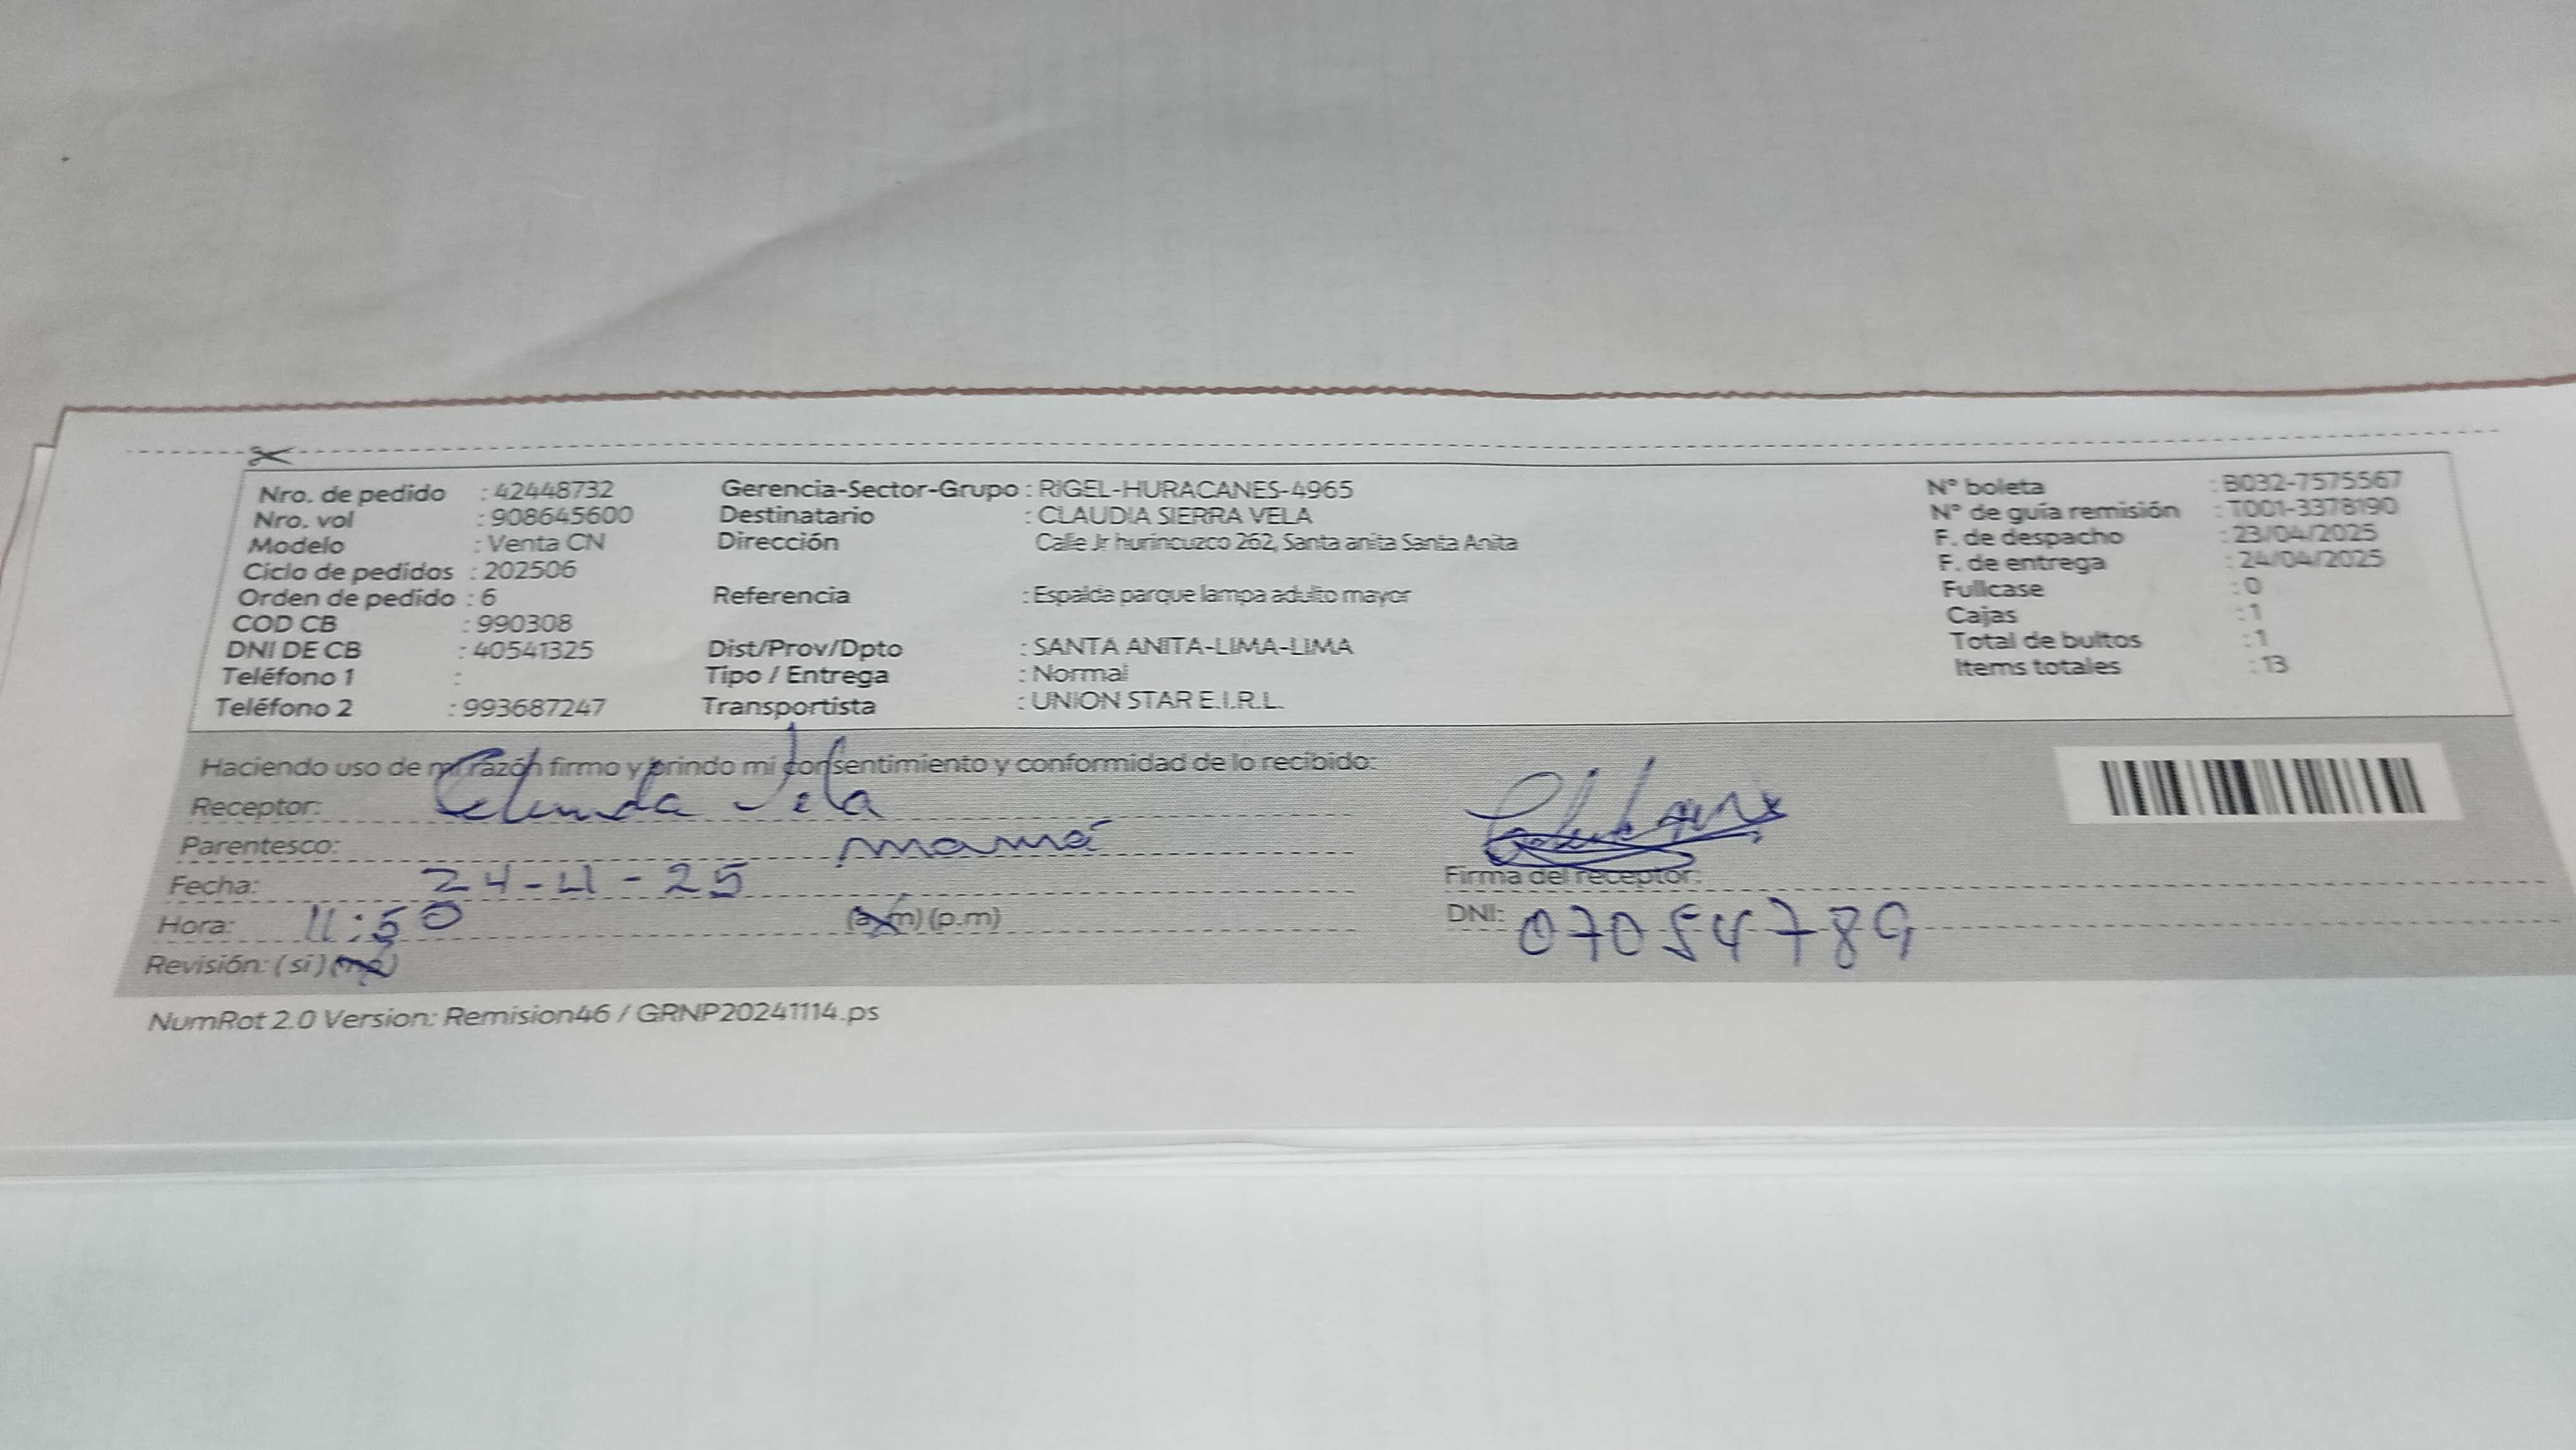 Nro. de pedido : 42448732 Gerencia-Sector-Grupo : RIGEL-HURACANES-4965 N° boleta : B032-7575567
Nro. vol : 908645600 Destinatario : CLAUDIA SIERRA VELA N° de guía remisión : T001-3378190
Modelo : Venta CN Dirección Calle Jr hurincuzco 262, Santa anita Santa Anita F. de despacho : 23/04/2025
Ciclo de pedidos : 202506 F. de entrega : 24/04/2025
Orden de pedido : 6 Referencia : Espalda parque lampa adulto mayor Fullcase : 0
COD CB : 990308 Cajas : 1
DNI DE CB : 40541325 Dist/Prov/Dpto : SANTA ANITA-LIMA-LIMA Total de bultos : 1
Teléfono 1 : Tipo / Entrega : Normal Items totales : 13
Teléfono 2 : 993687247 Transportista : UNION STAR E.I.R.L.
Haciendo uso de mi razón firmo y brindo mi consentimiento y conformidad de lo recibido:
Receptor: Vela
Parentesco: mamá
Fecha: 24-4-25 Firma del receptor:
Hora: 11:50 (a.m) (p.m) DNI: 07054789
Revisión: (si) (no)
NumRot 2.0 Version: Remision46 / GRNP20241114.ps